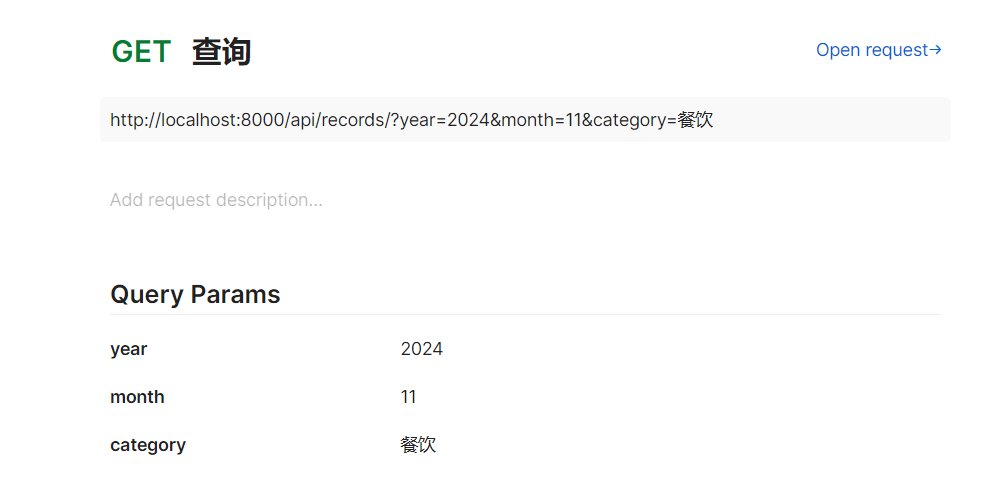 GET 查询
Open request→
http://localhost:8000/api/records/?year=2024&month=11&category=餐饮
Add request description...
Query Params
year 2024
month 11
category 餐饮